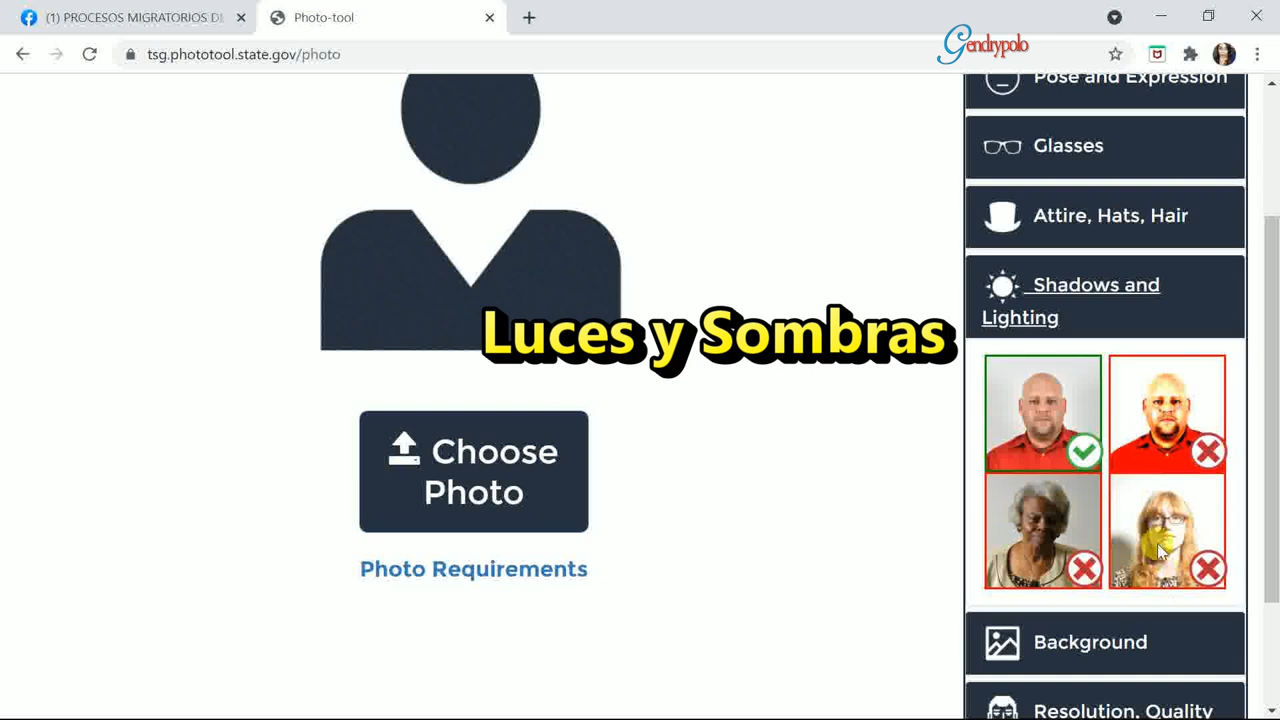 (1) PROCESOS MIGRATORIOS DE
Photo-tool
tsg.phototool.state.gov/photo
Gendrypolo
Pose and Expression
Glasses
Attire, Hats, Hair
Shadows and
Lighting
Luces y Sombras
Choose
Photo
Photo Requirements
Background
Resolution, Quality